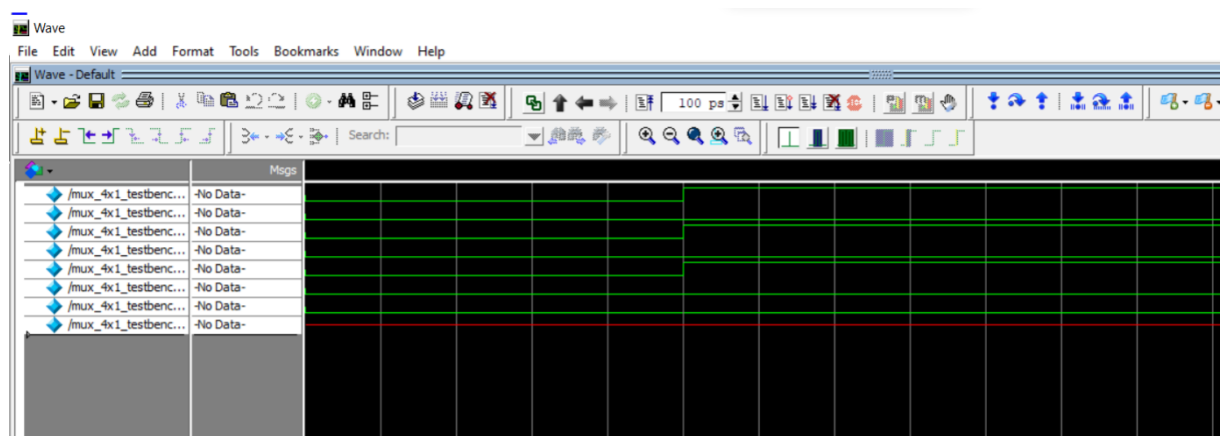 Wave
File Edit View Add Format Tools Bookmarks Window Help
Wave - Default
100 ps
Search:
Msgs
/mux_4x1_testbenc... -No Data-
/mux_4x1_testbenc... -No Data-
/mux_4x1_testbenc... -No Data-
/mux_4x1_testbenc... -No Data-
/mux_4x1_testbenc... -No Data-
/mux_4x1_testbenc... -No Data-
/mux_4x1_testbenc... -No Data-
/mux_4x1_testbenc... -No Data-